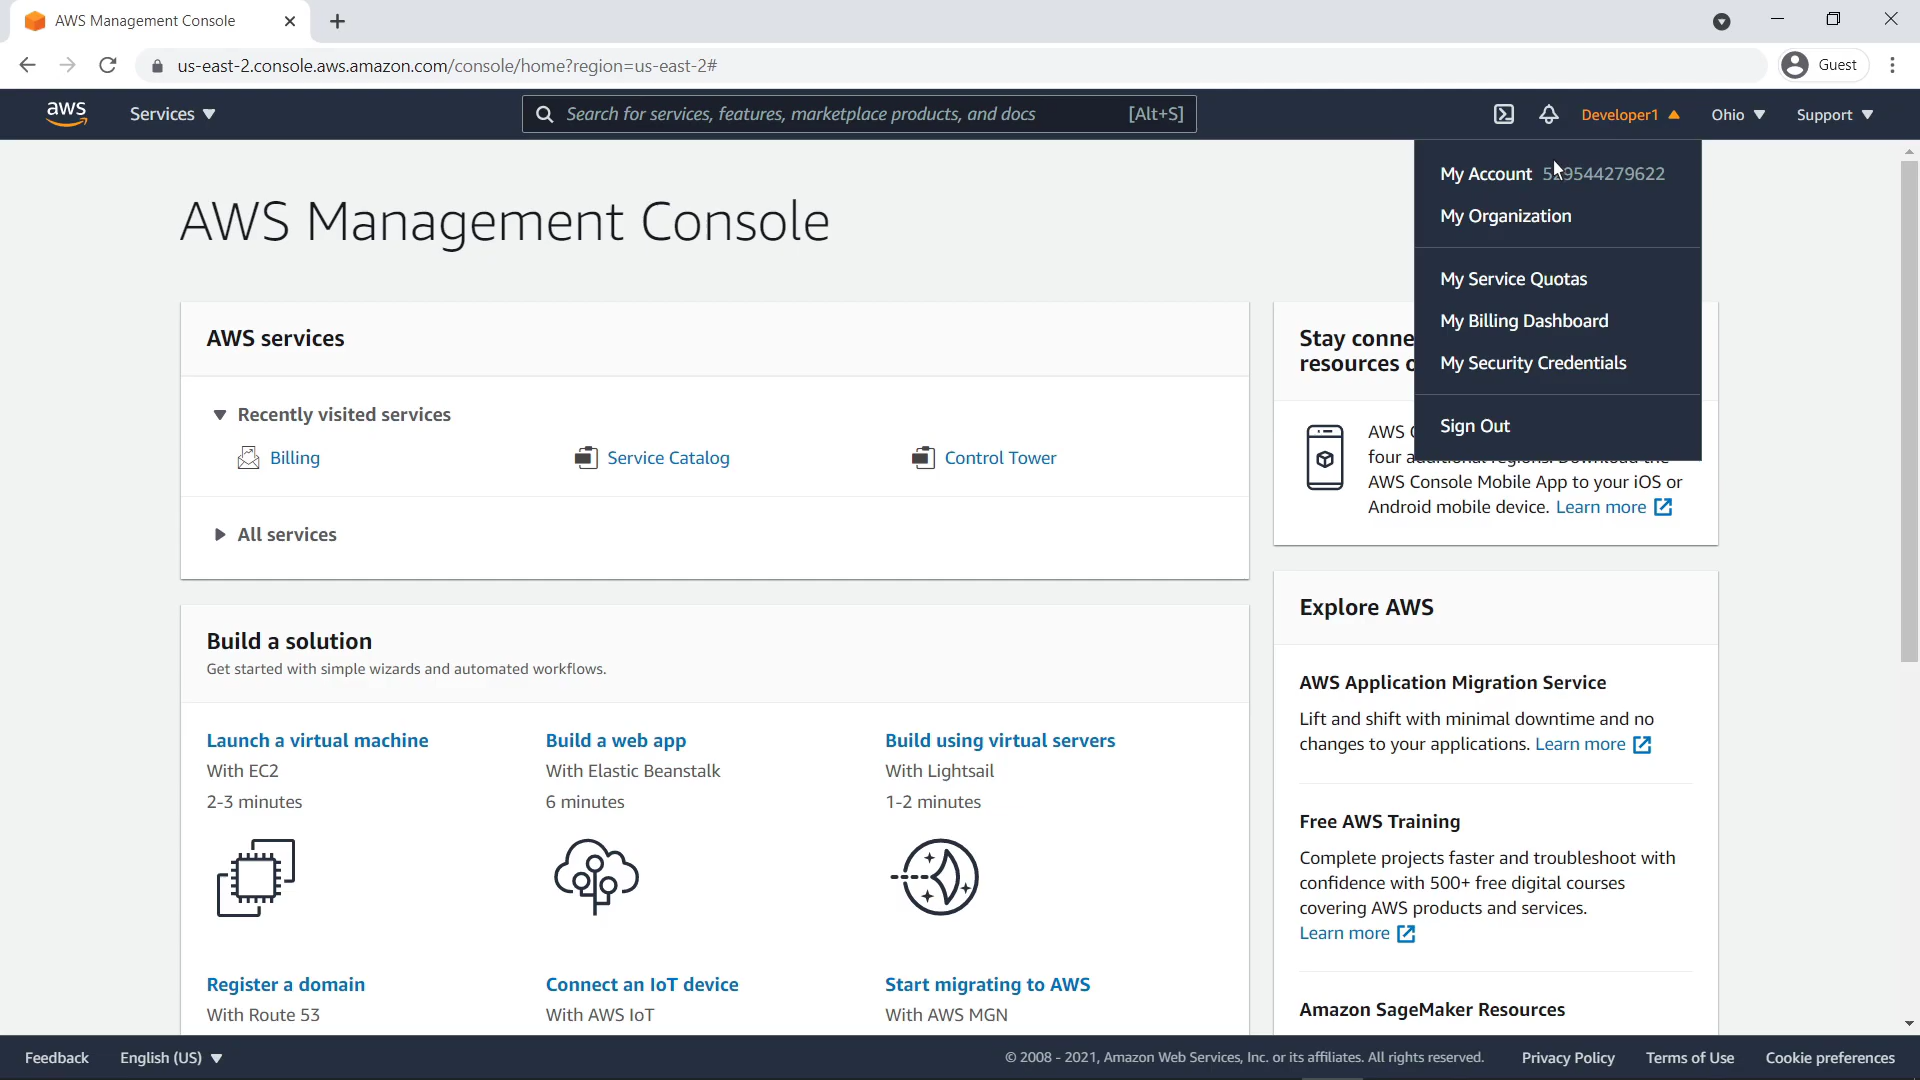 AWS Management Console
us-east-2.console.aws.amazon.com/console/home?region=us-east-2#
Guest
aws
Services
Search for services, features, marketplace products, and docs [Alt+S]
Developer1
Ohio
Support
My Account
My Organization
My Service Quotas
My Billing Dashboard
My Security Credentials
Sign Out
AWS Management Console
AWS services
Recently visited services
Billing
Service Catalog
Control Tower
All services
Build a solution
Get started with simple wizards and automated workflows.
Launch a virtual machine
With EC2
2-3 minutes
Build a web app
With Elastic Beanstalk
6 minutes
Build using virtual servers
With Lightsail
1-2 minutes
Register a domain
With Route 53
Connect an IoT device
With AWS IoT
Start migrating to AWS
With AWS MGN
Stay conne
resources
AWS
four
AWS Console Mobile App to your iOS or
Android mobile device. Learn more
Explore AWS
AWS Application Migration Service
Lift and shift with minimal downtime and no
changes to your applications. Learn more
Free AWS Training
Complete projects faster and troubleshoot with
confidence with 500+ free digital courses
covering AWS products and services.
Learn more
Amazon SageMaker Resources
Feedback
English (US)
© 2008 - 2021, Amazon Web Services, Inc. or its affiliates. All rights reserved.
Privacy Policy
Terms of Use
Cookie preferences